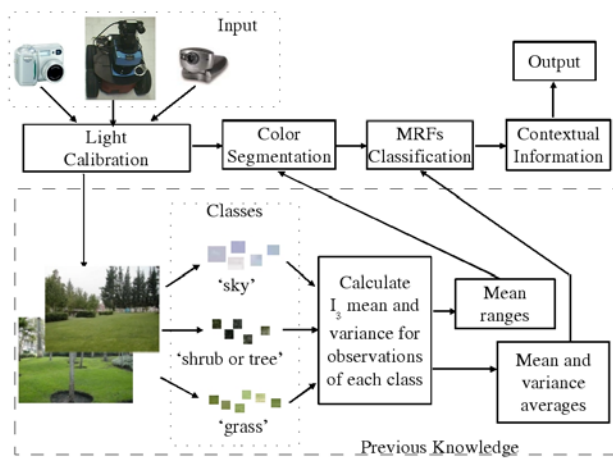 Input
Output
Light
Calibration
Color
Segmentation
MRFs
Classification
Contextual
Information
Classes
'sky'
'shrub or tree'
'grass'
Calculate
I3 mean and
variance for
observations
of each class
Mean
ranges
Mean and
variance
averages
Previous Knowledge